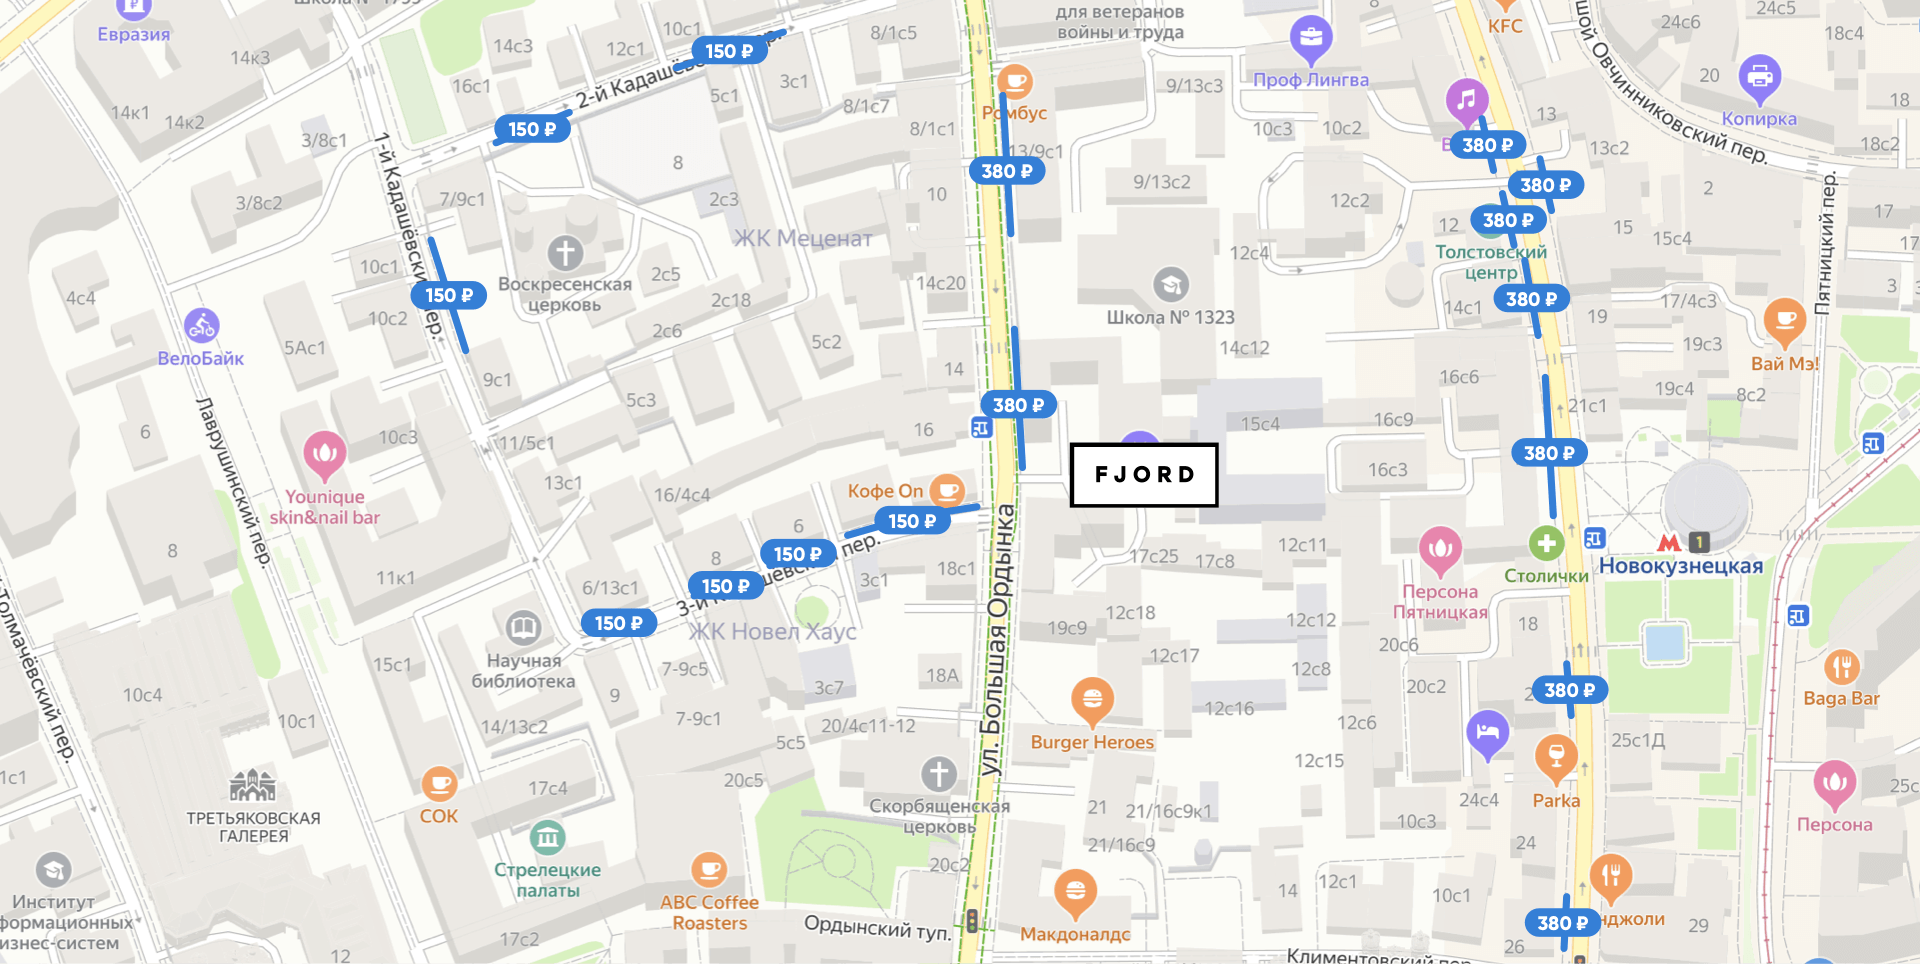 Евразия
14к3
14к1
14к2
3/8с1
3/8с2
4с4
ВелоБайк
5Ас1
10с1
10с2
7/9с1
16с1
14с3
12с1
10с1
150 ₽
3с1
5с1
8/1с5
8/1с7
8/1с1
2-й Кадашёвс
150 ₽
8
2с3
10
ЖК Меценат
1-й Кадашёвский пер.
150 ₽
Воскресенская
церковь
2с5
2с18
2с6
5с2
14с20
14
16
9с1
5с3
10с3
11/5с1
13с1
16/4с4
6
8
6
8
Лаврушинский пер.
Younique
skin&nail bar
11к1
6/13с1
Кофе On
150 ₽
150 ₽
150 ₽
150 ₽
пер.
3с1
18с1
ЖК Новел Хаус
Научная
библиотека
15с1
10с4
10с1
14/13с2
9
7-9с5
7-9с1
3с7
18А
20/4с11-12
5с5
20с5
17с4
ТРЕТЬЯКОВСКАЯ
ГАЛЕРЕЯ
СОК
Стрелецкие
палаты
ABC Coffee
Roasters
Скорбященская
церковь
20с2
Ордынский туп.
17с2
12
Институт
формационных
изнес-систем
1с1
Толмачёвский пер.
для ветеранов
войны и труда
Ромбус
13/9с1
380 ₽
9/13с3
9/13с2
Проф Лингва
10с3
10с2
12с2
12с4
Школа № 1323
14с12
380 ₽
FJORD
15с4
16с9
16с3
16с6
14с1
12
Толстовский
центр
380 ₽
380 ₽
380 ₽
380 ₽
380 ₽
KFC
13
13с2
15
15с4
2
20
24с6
24с5
18с4
18
18с2
17
17
3
Копирка
шой Овчинниковский пер.
Пятницкий пер.
17/4с3
19
19с3
19с4
8с2
21с1
Вай Мэ!
1
Новокузнецкая
Столички
Персона
Пятницкая
ул. Большая Ордынка
17с25
17с8
12с11
12с18
12с12
19с9
12с17
12с8
12с16
12с6
12с15
20с6
20с2
18
380 ₽
Burger Heroes
21
21/16с9к1
21/16с9
Макдоналдс
14
12с1
10с1
10с3
24с4
24
26
Parka
25с1Д
Baga Bar
Персона
25с
380 ₽
нджоли
29
Климентовский пер.